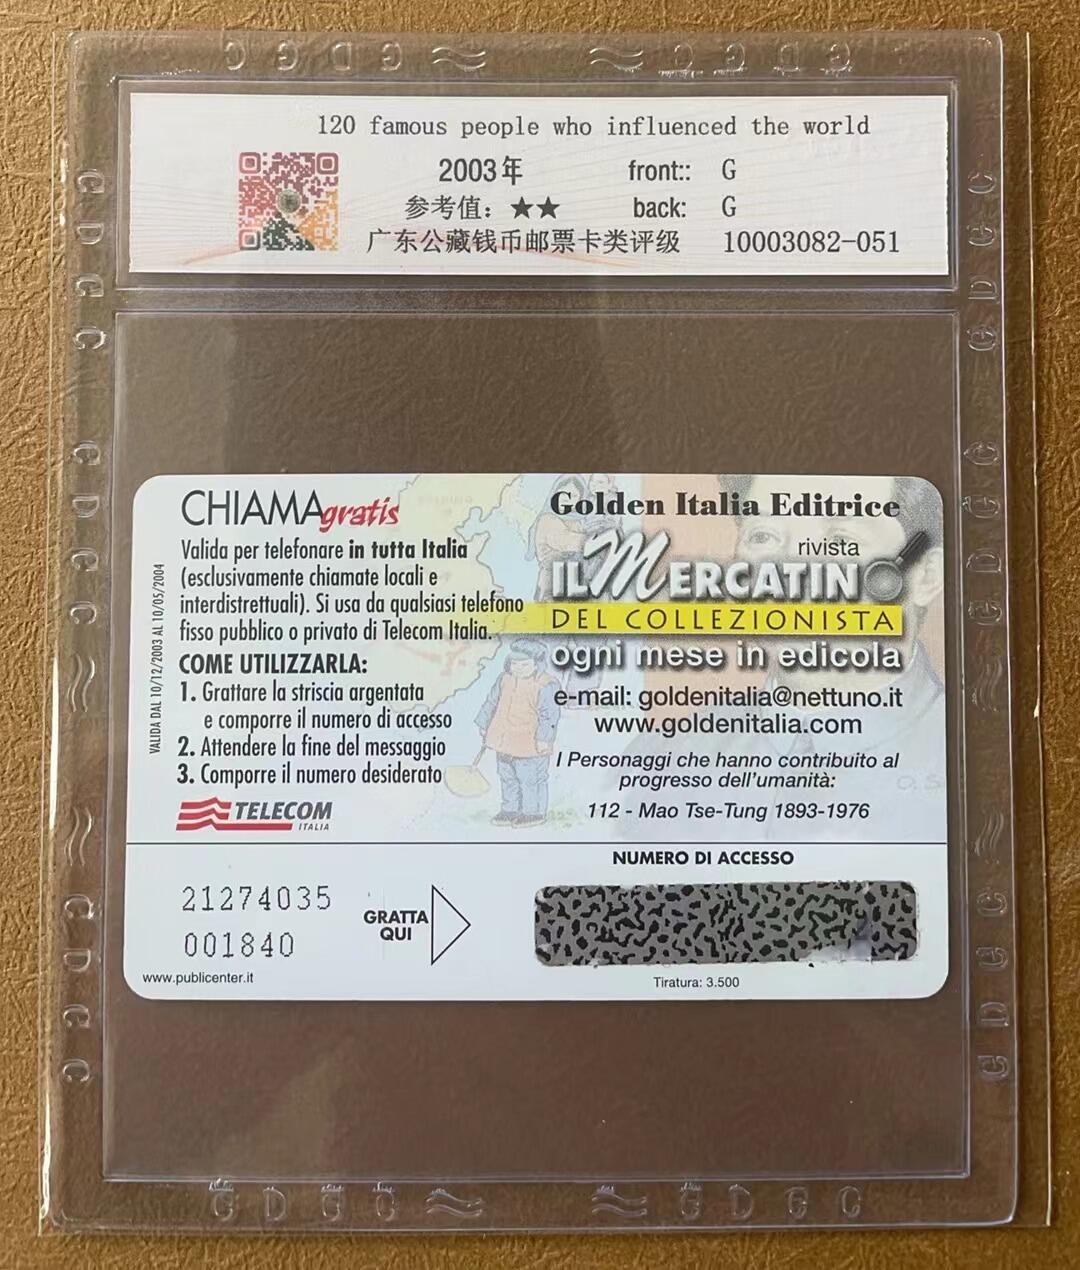 120 famous people who influenced the world
2003年 front:: G
参考值：★★ back: G
广东公藏钱币邮票卡类评级 10003082-051
CHIAMAgratis
Valida per telefonare in tutta Italia
(esclusivamente chiamate locali e
interdistrettuali). Si usa da qualsiasi telefono
fisso pubblico o privato di Telecom Italia.
COME UTILIZZARLA:
1. Grattare la striscia argentata
e comporre il numero di accesso
2. Attendere la fine del messaggio
3. Comporre il numero desiderato
TELECOM
ITALIA
VALIDA DAL 10/12/2003 AL 10/05/2004
Golden Italia Editrice
rivista
IL MERCATINO
DEL COLLEZIONISTA
ogni mese in edicola
e-mail: goldenitalia@nettuno.it
www.goldenitalia.com
I Personaggi che hanno contribuito al
progresso dell'umanità:
112 - Mao Tse-Tung 1893-1976
NUMERO DI ACCESSO
21274035
001840
GRATTA
QUI
www.publicenter.it
Tiratura: 3.500